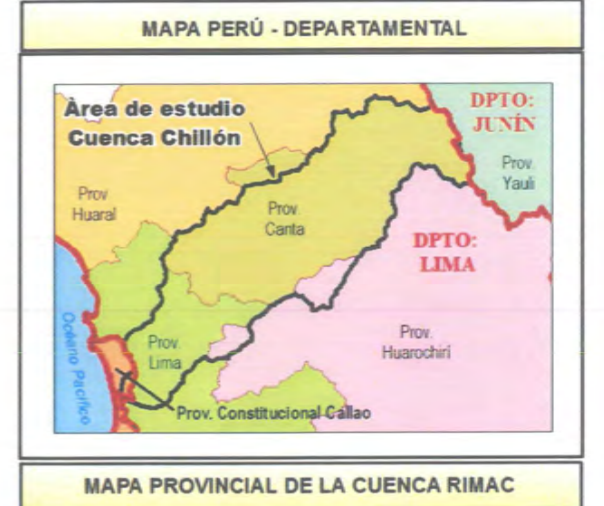 MAPA PERÚ - DEPARTAMENTAL
Àrea de estudio
Cuenca Chillón
DPTO:
JUNÍN
Prov.
Yauli
Prov
Huaral
Prov.
Canta
DPTO:
LIMA
Océano Pacífico
Prov.
Lima
Prov.
Huarochirí
Prov. Constitucional Callao
MAPA PROVINCIAL DE LA CUENCA RIMAC